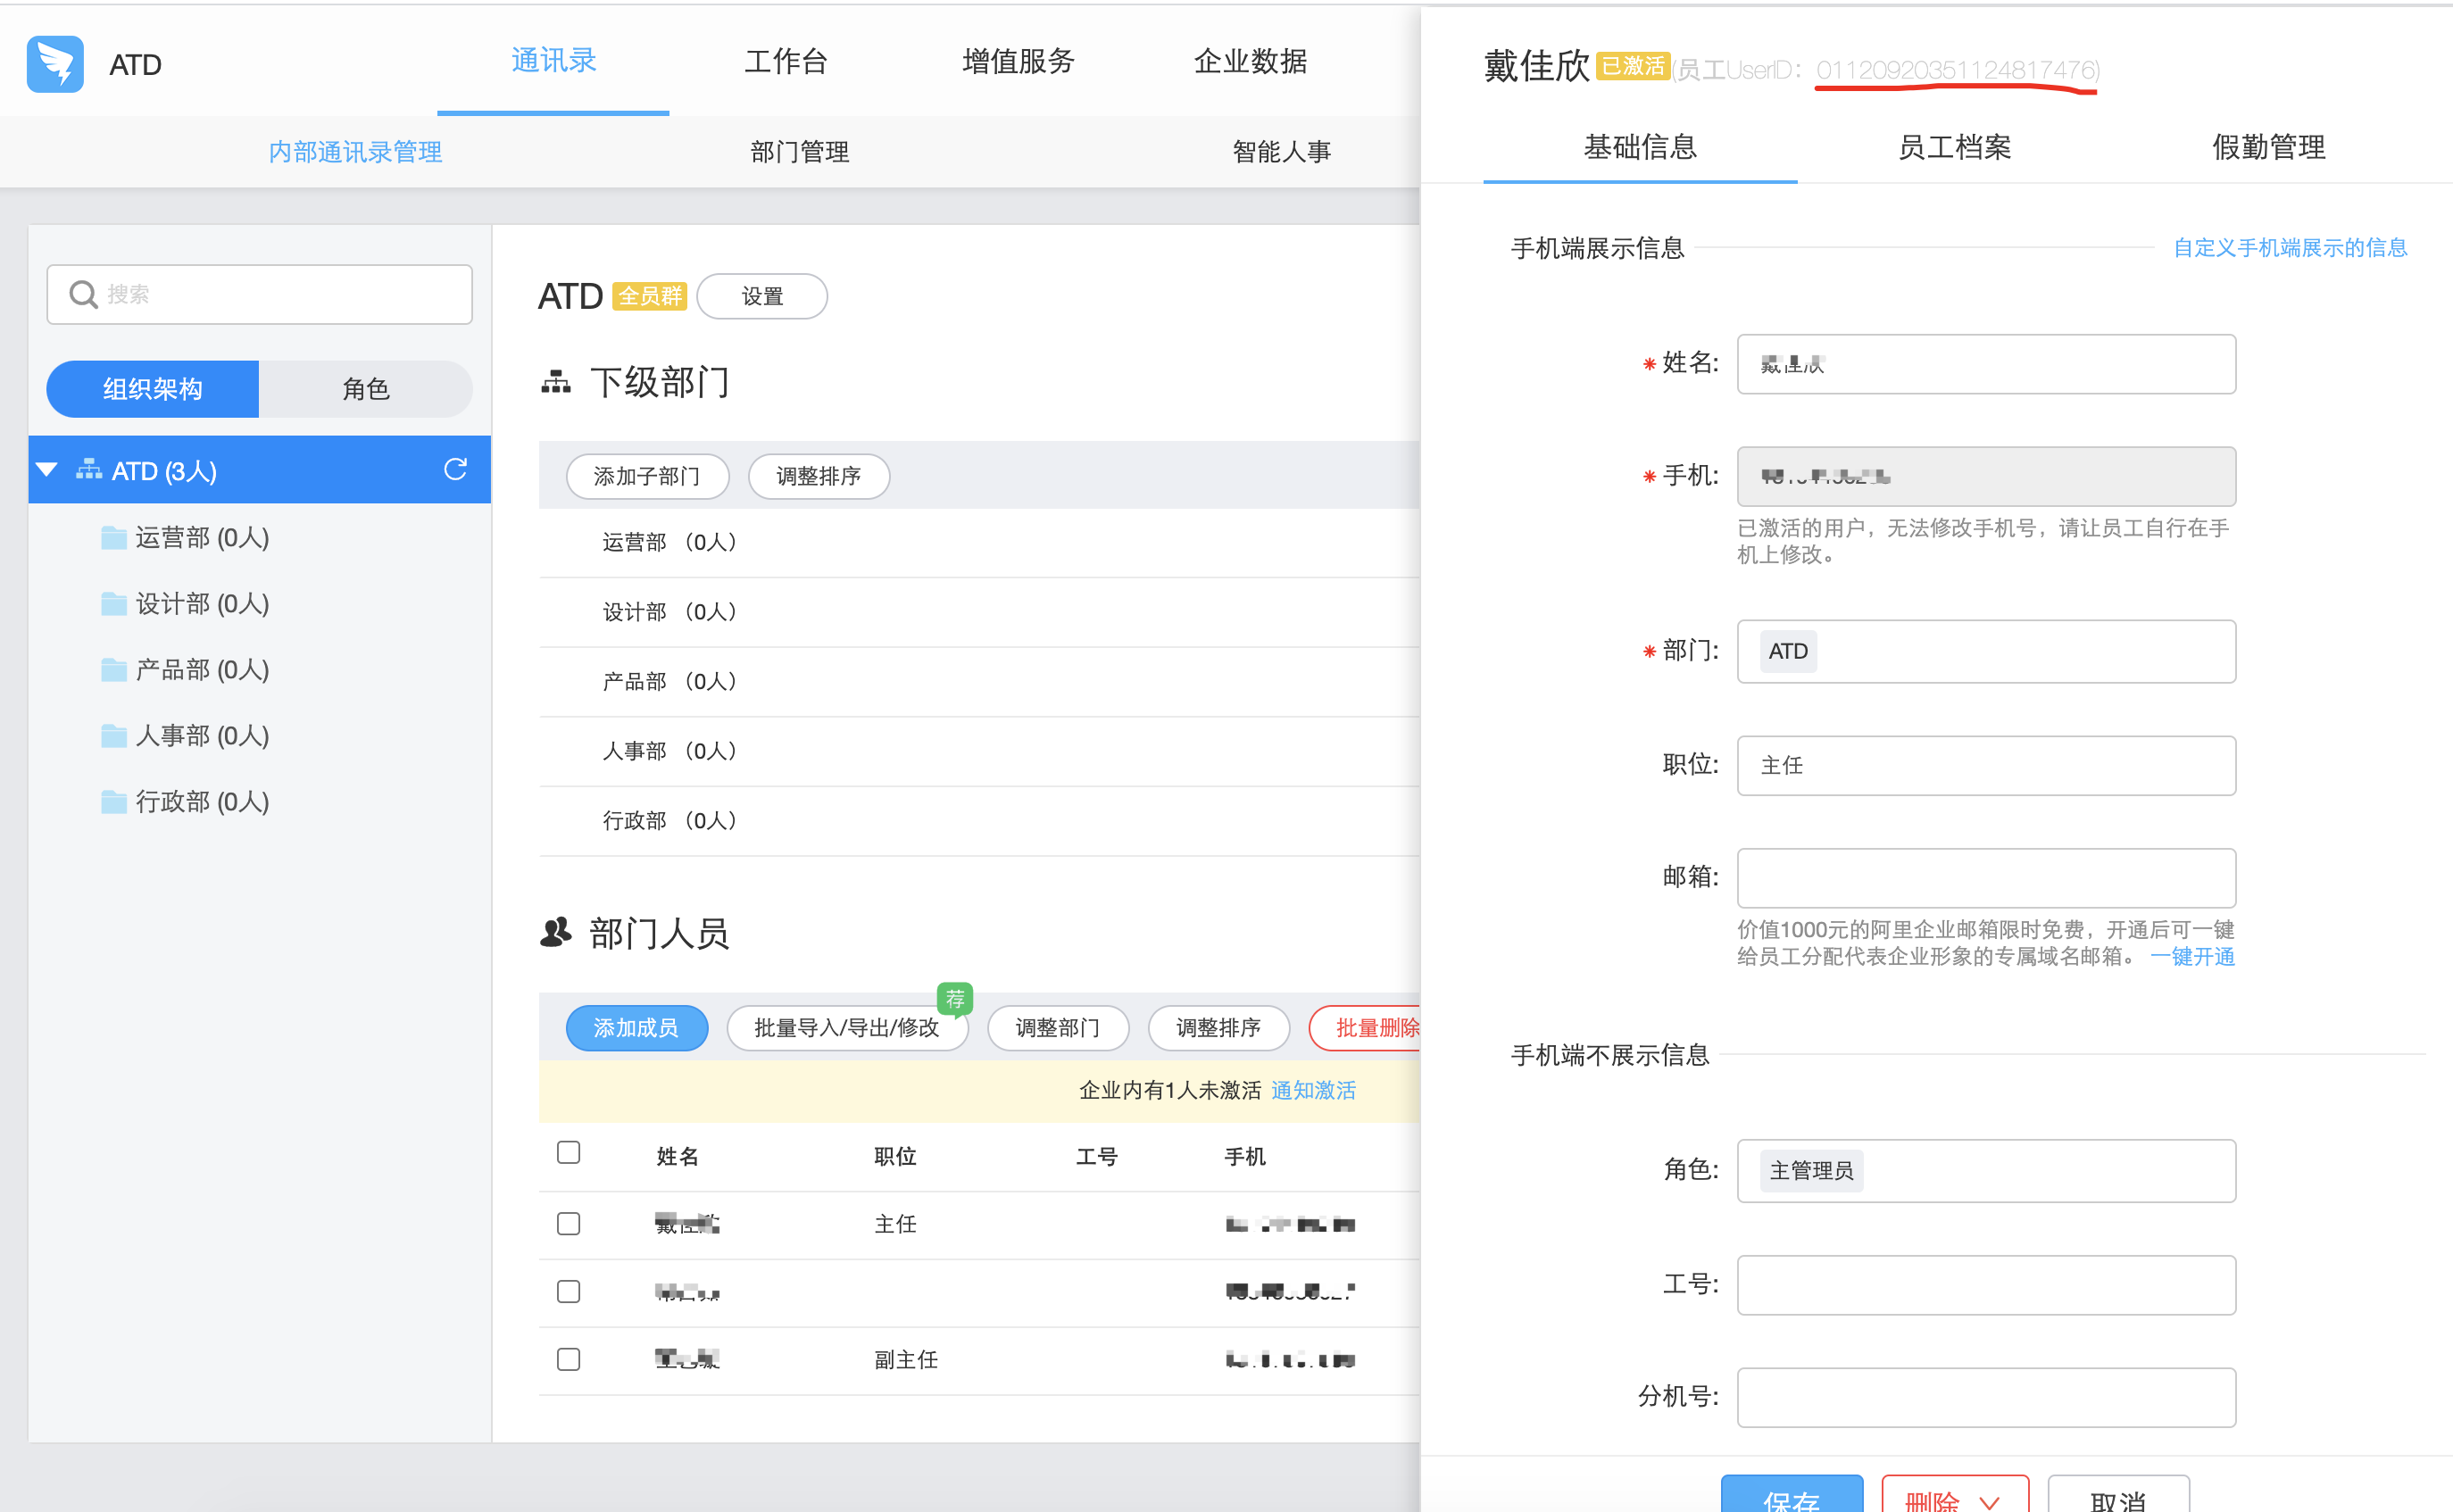 ATD
通讯录
工作台
增值服务
企业数据
内部通讯录管理
部门管理
智能人事
搜索
组织架构
角色
ATD (3人)
运营部 (0人)
设计部 (0人)
产品部 (0人)
人事部 (0人)
行政部 (0人)
ATD 全员群 设置
下级部门
添加子部门 调整排序
运营部 （0人）
设计部 （0人）
产品部 （0人）
人事部 （0人）
行政部 （0人）
部门人员
荐
添加成员 批量导入/导出/修改 调整部门 调整排序 批量删除
企业内有1人未激活 通知激活
姓名 职位 工号 手机
主任
副主任
戴佳欣 已激活 (员工UserID：01120920351124817476)
基础信息 员工档案 假勤管理
手机端展示信息 自定义手机端展示的信息
* 姓名:
* 手机:
已激活的用户，无法修改手机号，请让员工自行在手
机上修改。
* 部门: ATD
职位: 主任
邮箱:
价值1000元的阿里企业邮箱限时免费，开通后可一键
给员工分配代表企业形象的专属域名邮箱。 一键开通
手机端不展示信息
角色: 主管理员
工号:
分机号:
保存 删除 取消